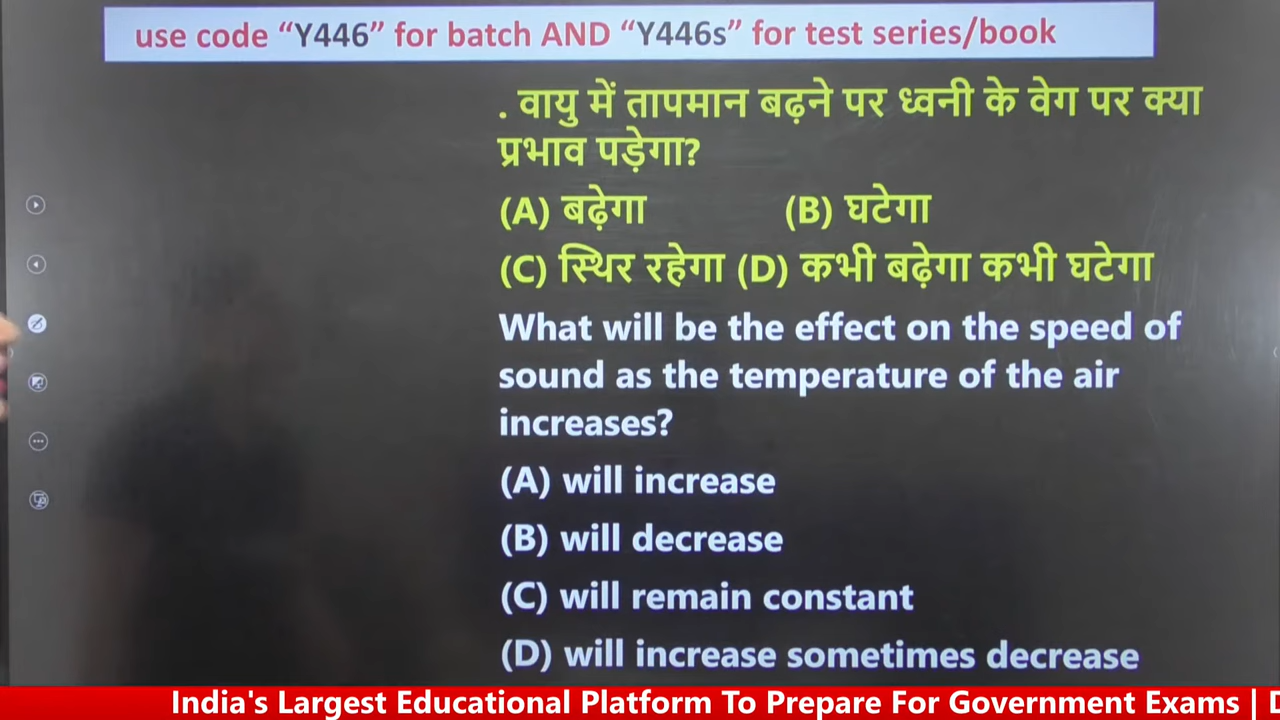 use code “Y446” for batch AND “Y446s” for test series/book
. वायु में तापमान बढ़ने पर ध्वनी के वेग पर क्या
प्रभाव पड़ेगा?
(A) बढ़ेगा (B) घटेगा
(C) स्थिर रहेगा (D) कभी बढ़ेगा कभी घटेगा
What will be the effect on the speed of
sound as the temperature of the air
increases?
(A) will increase
(B) will decrease
(C) will remain constant
(D) will increase sometimes decrease
India's Largest Educational Platform To Prepare For Government Exams |